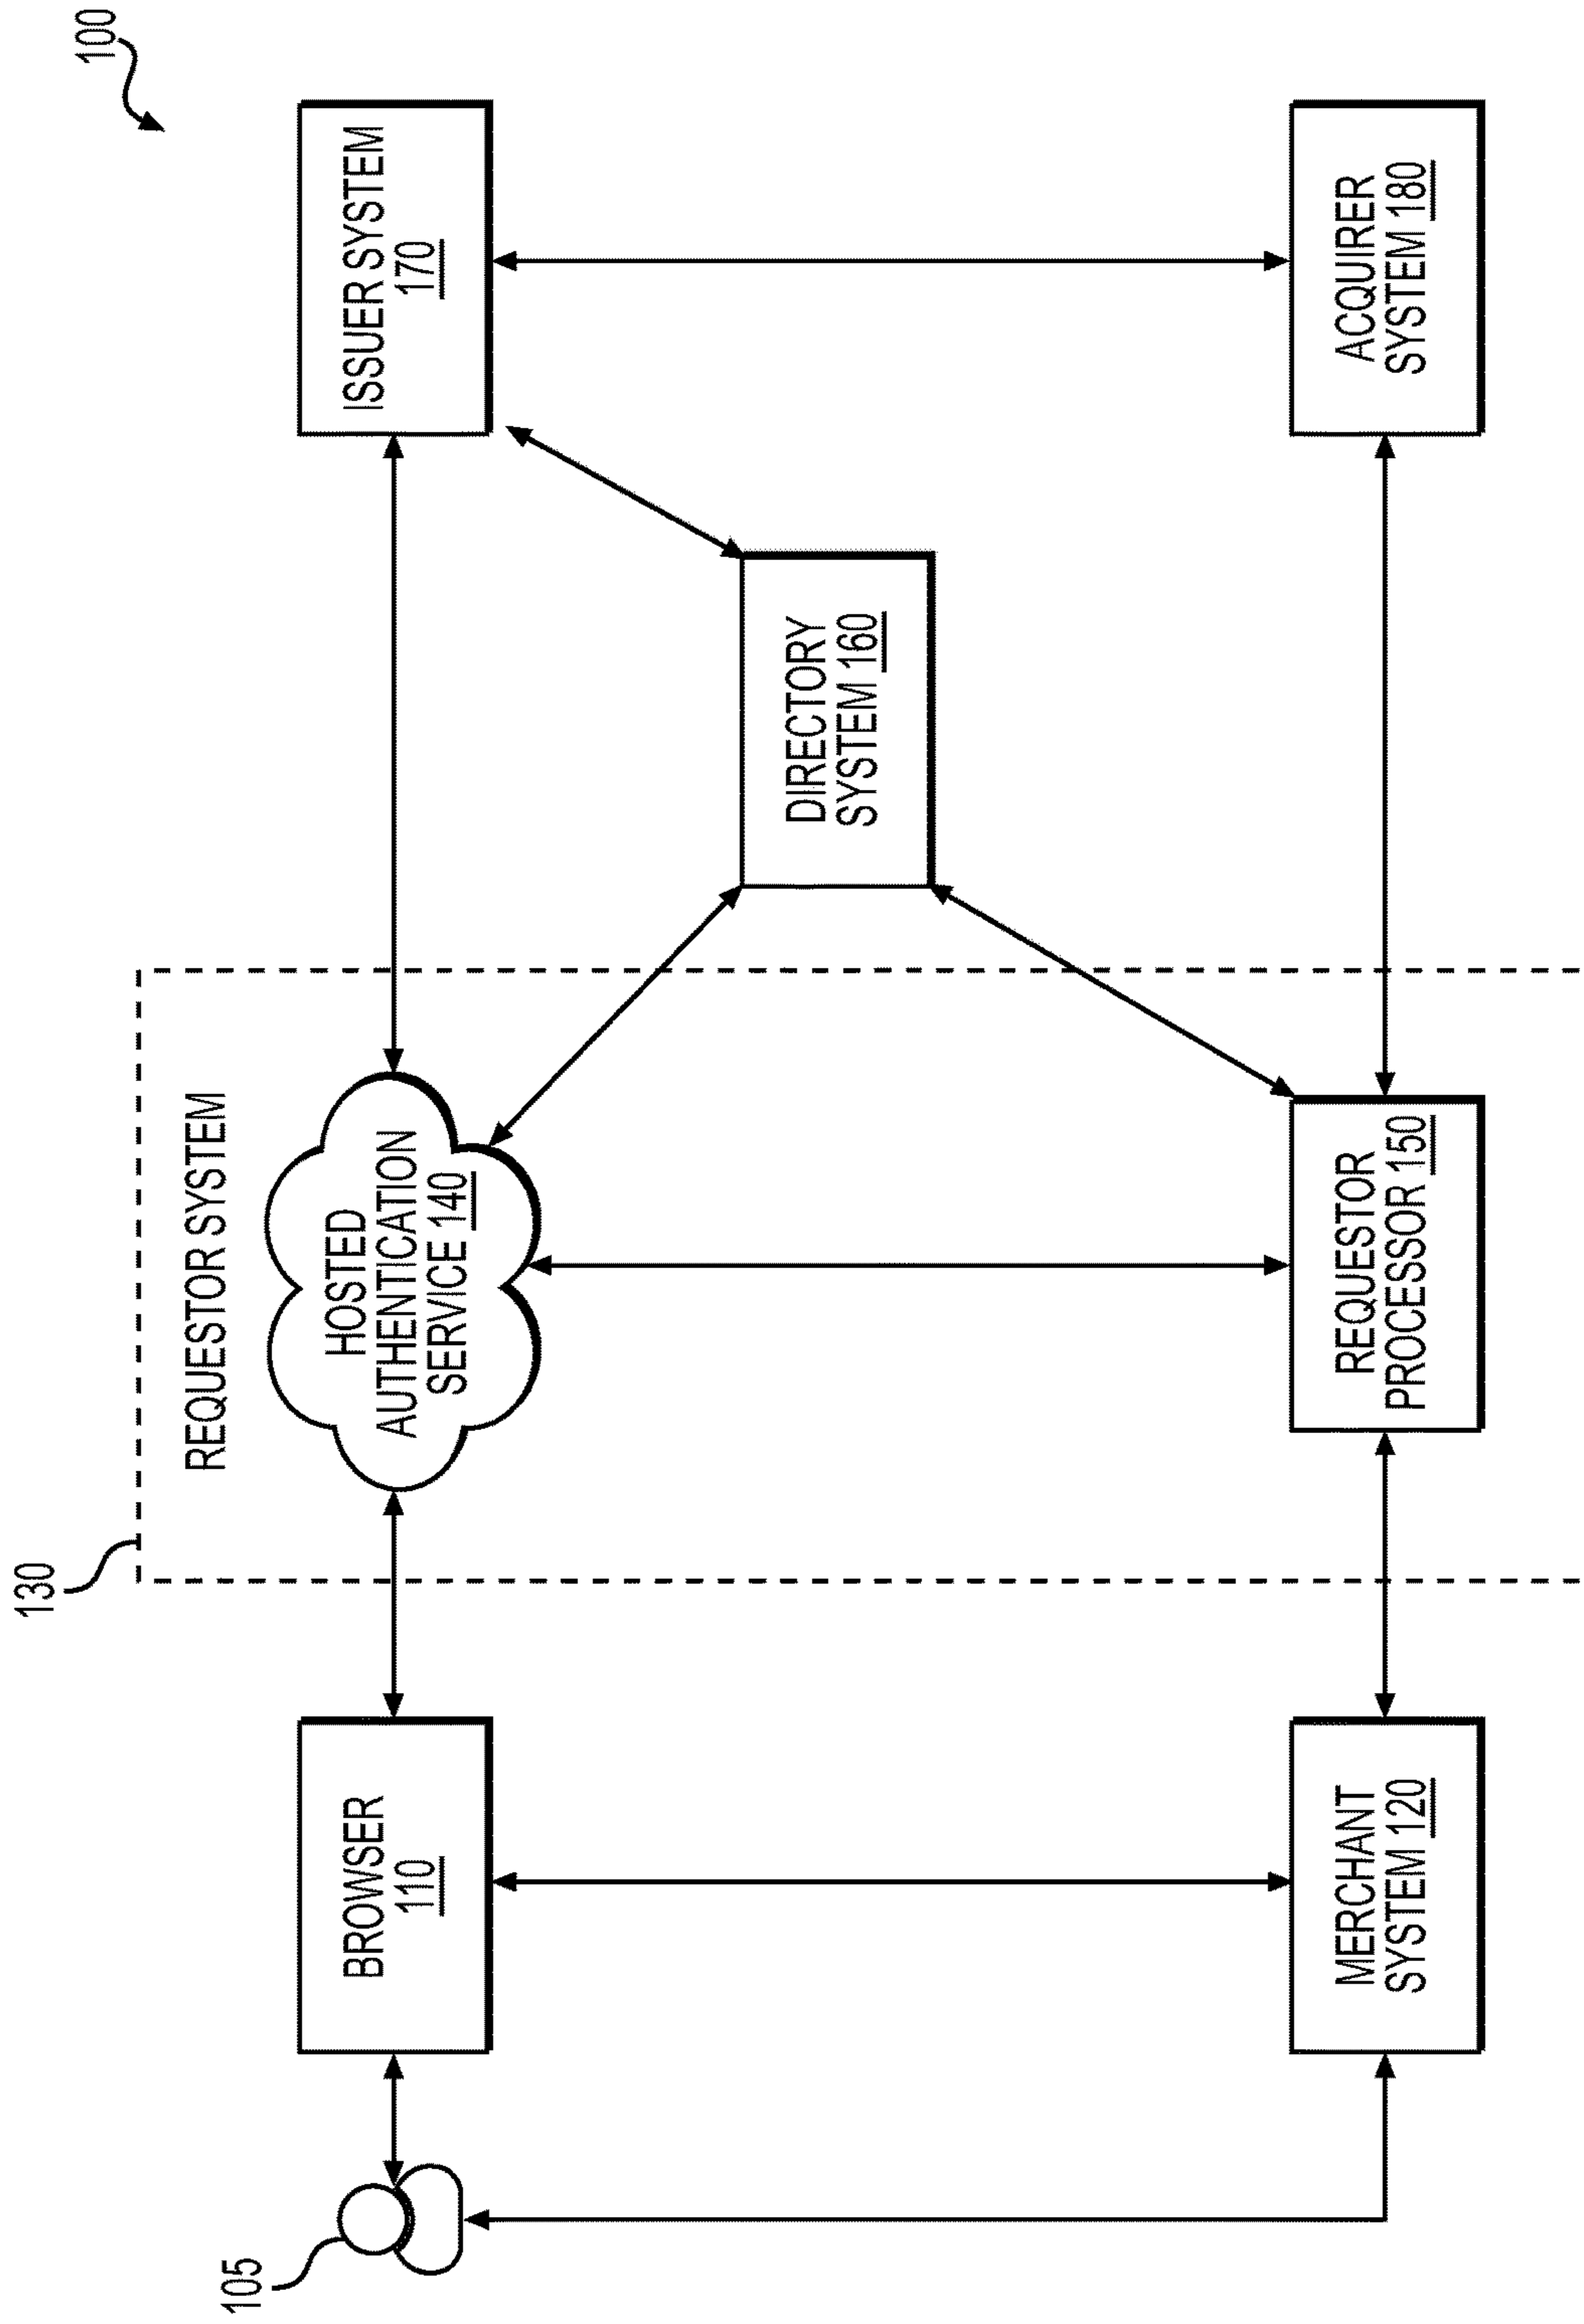 100
130
REQUESTOR SYSTEM
105
BROWSER
110
HOSTED
AUTHENTICATION
SERVICE 140
ISSUER SYSTEM
170
DIRECTORY
SYSTEM 160
MERCHANT
SYSTEM 120
REQUESTOR
PROCESSOR 150
ACQUIRER
SYSTEM 180